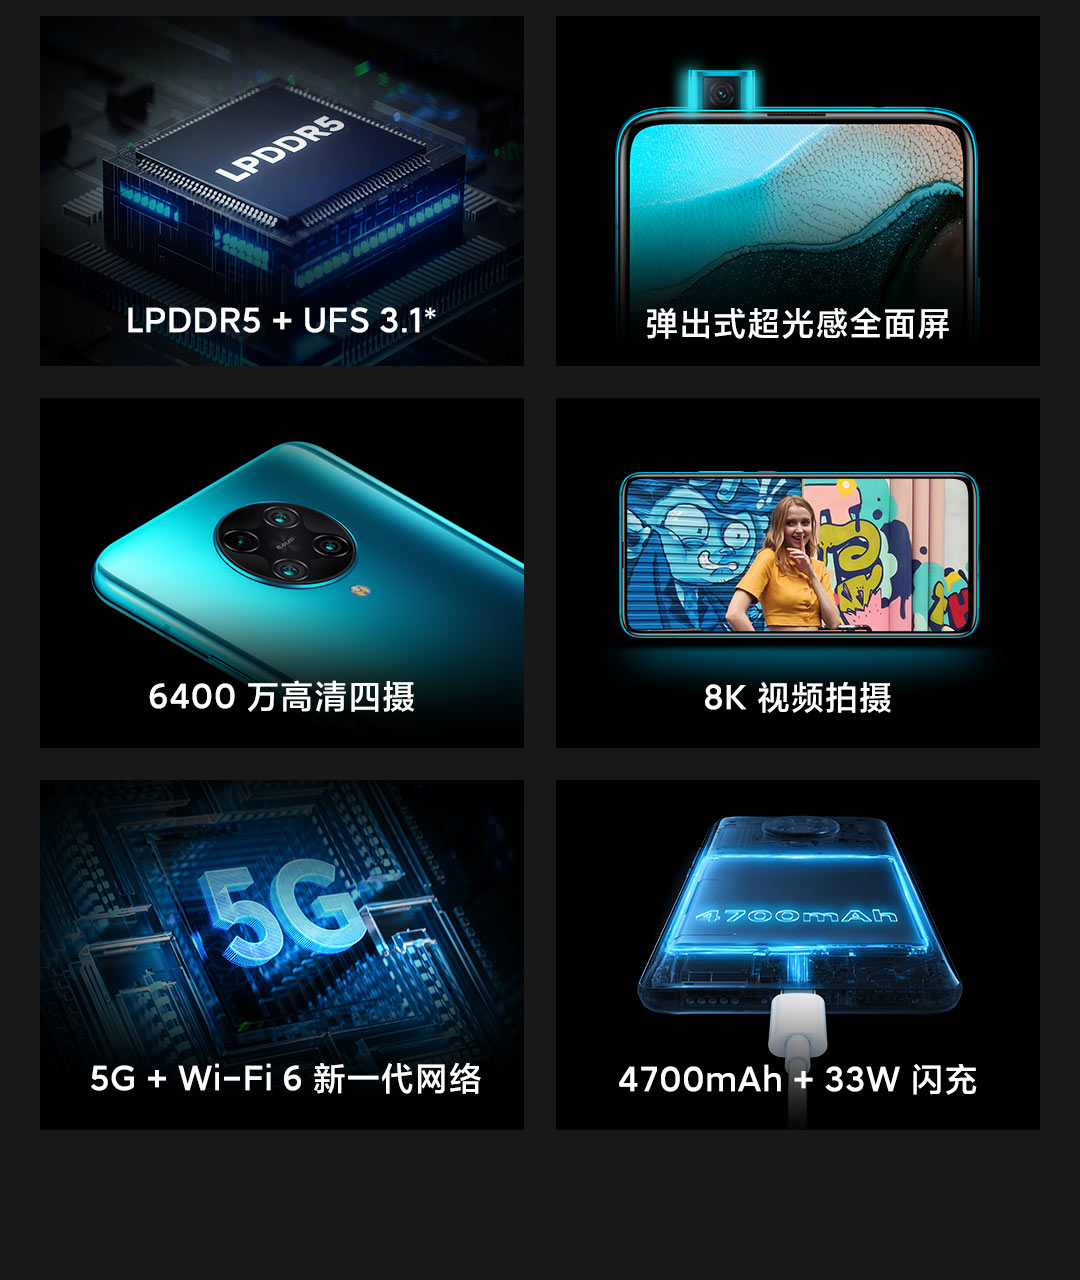 LPDDR5
LPDDR5 + UFS 3.1*
弹出式超光感全面屏
64MP
6400 万高清四摄
8K 视频拍摄
5G
5G + Wi-Fi 6 新一代网络
4700mAh
4700mAh + 33W 闪充